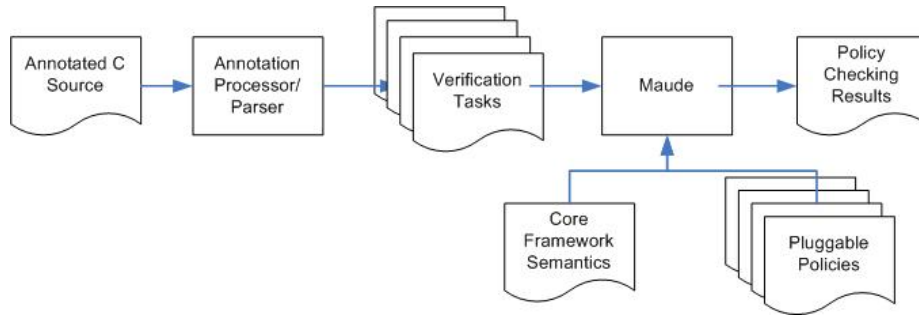 Annotated C
Source
Annotation
Processor/
Parser
Verification
Tasks
Maude
Policy
Checking
Results
Core
Framework
Semantics
Pluggable
Policies